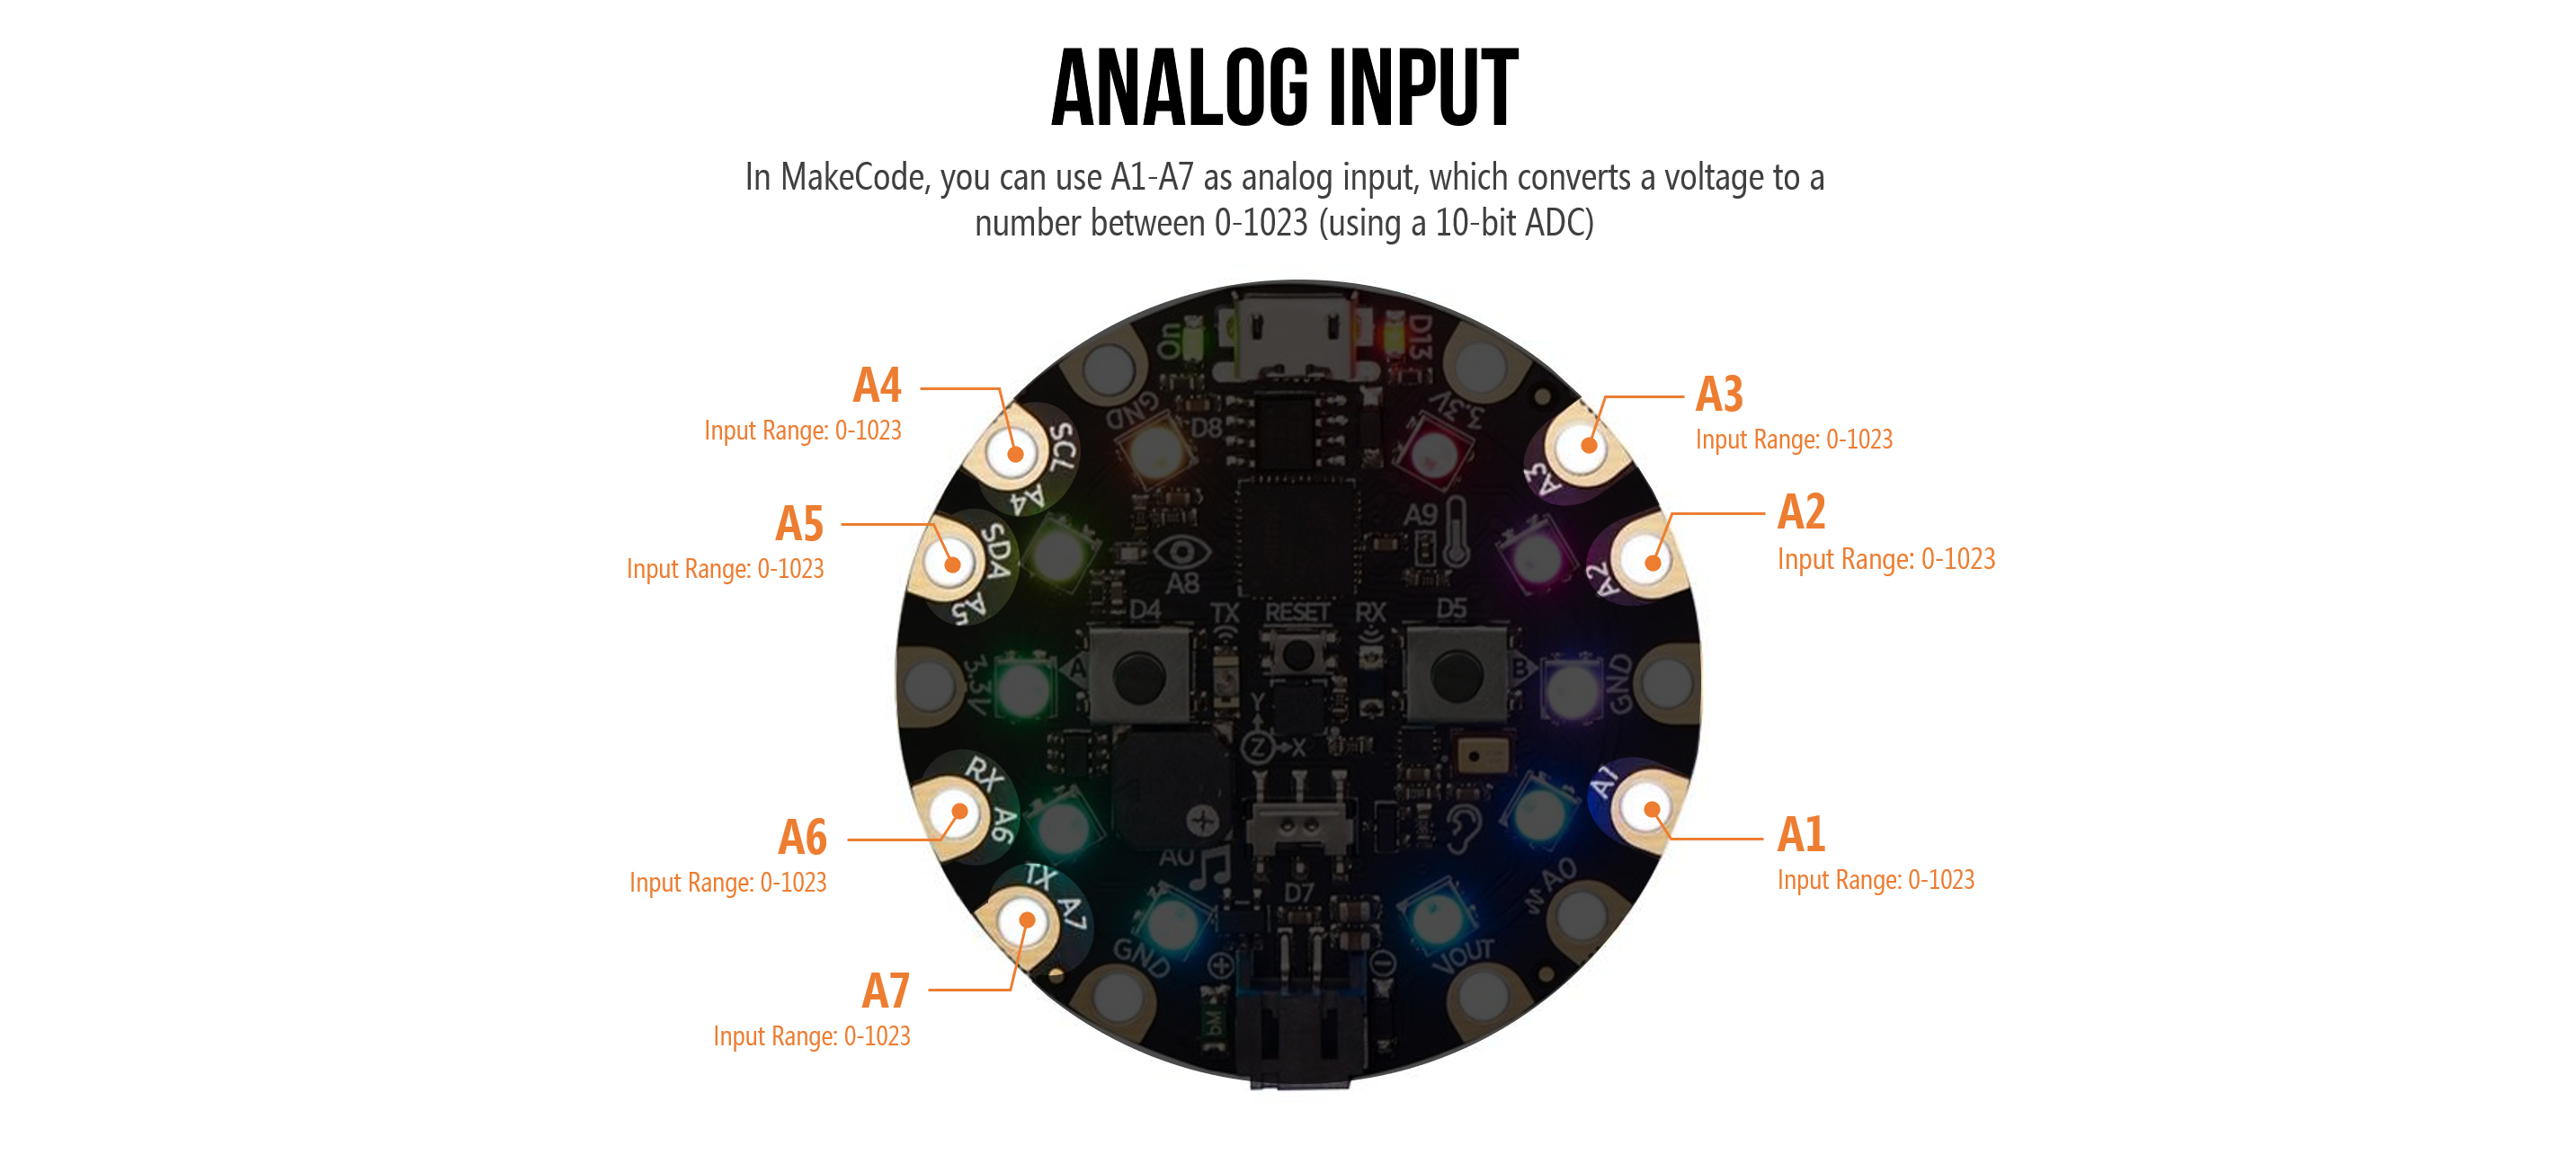 ANALOG INPUT
In MakeCode, you can use A1-A7 as analog input, which converts a voltage to a
number between 0-1023 (using a 10-bit ADC)
A4
Input Range: 0-1023
A5
Input Range: 0-1023
A6
Input Range: 0-1023
A7
Input Range: 0-1023
A3
Input Range: 0-1023
A2
Input Range: 0-1023
A1
Input Range: 0-1023
On
D13
GND
D8
3.3V
SCL
A4
A3
SDA
A5
A8
A9
A2
D4
TX
RESET
RX
D5
3.3V
A
B
GND
Y
Z
X
RX
A6
A1
TX
A7
A0
D7
A0
GND
VOUT